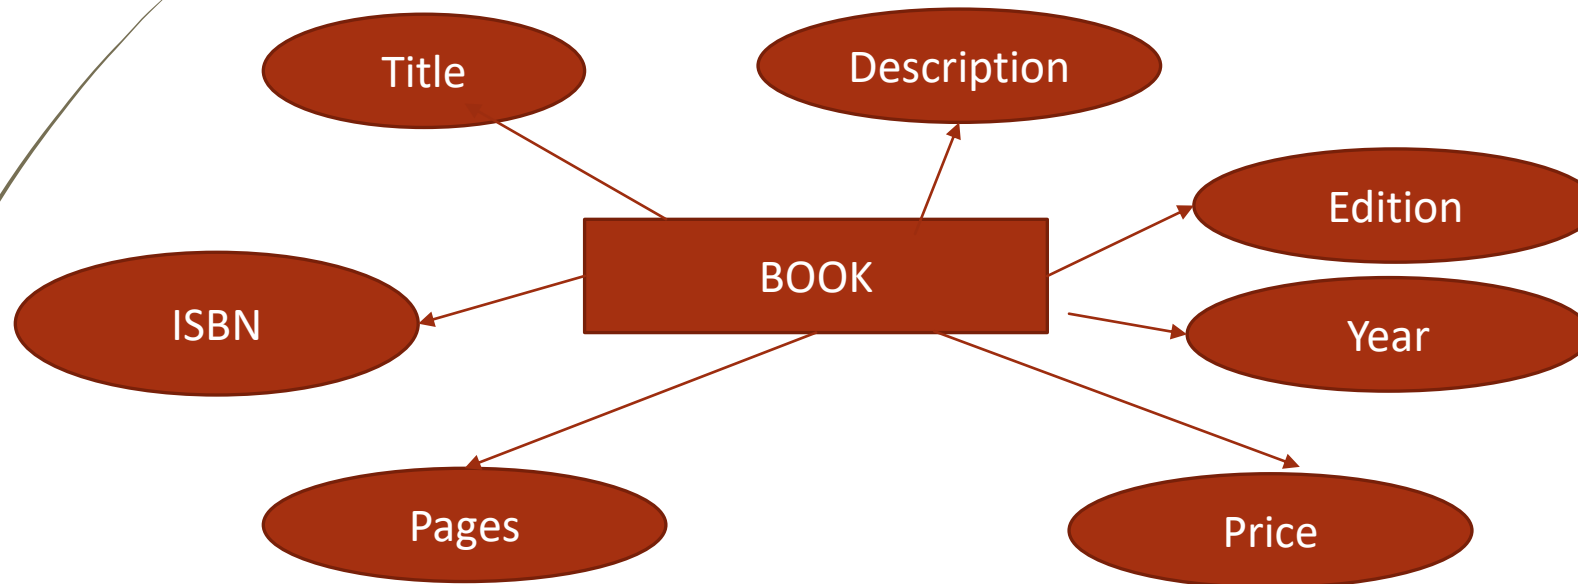 Title
Description
Edition
BOOK
ISBN
Year
Pages
Price